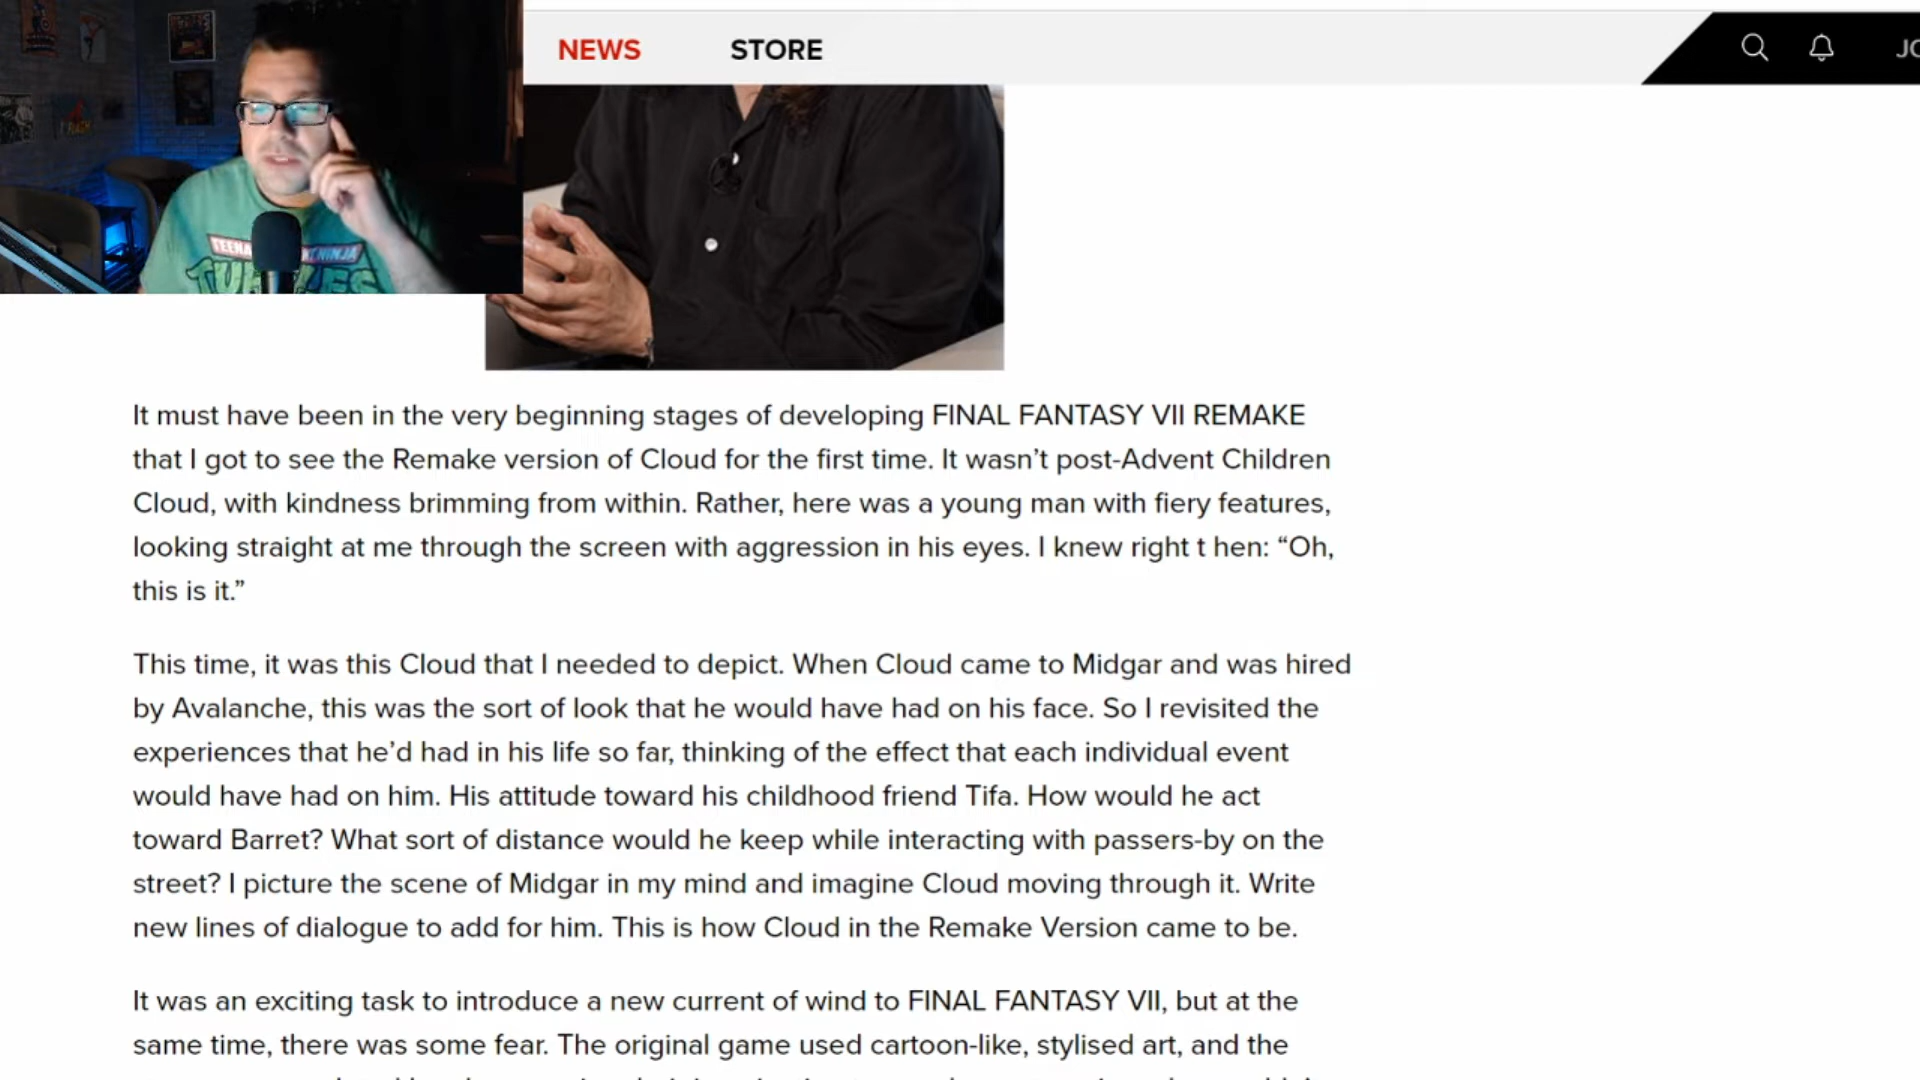 NEWS
STORE
JO
TEENA
NINJA
TURTLES
It must have been in the very beginning stages of developing FINAL FANTASY VII REMAKE
that I got to see the Remake version of Cloud for the first time. It wasn’t post-Advent Children
Cloud, with kindness brimming from within. Rather, here was a young man with fiery features,
looking straight at me through the screen with aggression in his eyes. I knew right t hen: “Oh,
this is it.”
This time, it was this Cloud that I needed to depict. When Cloud came to Midgar and was hired
by Avalanche, this was the sort of look that he would have had on his face. So I revisited the
experiences that he’d had in his life so far, thinking of the effect that each individual event
would have had on him. His attitude toward his childhood friend Tifa. How would he act
toward Barret? What sort of distance would he keep while interacting with passers-by on the
street? I picture the scene of Midgar in my mind and imagine Cloud moving through it. Write
new lines of dialogue to add for him. This is how Cloud in the Remake Version came to be.
It was an exciting task to introduce a new current of wind to FINAL FANTASY VII, but at the
same time, there was some fear. The original game used cartoon-like, stylised art, and the